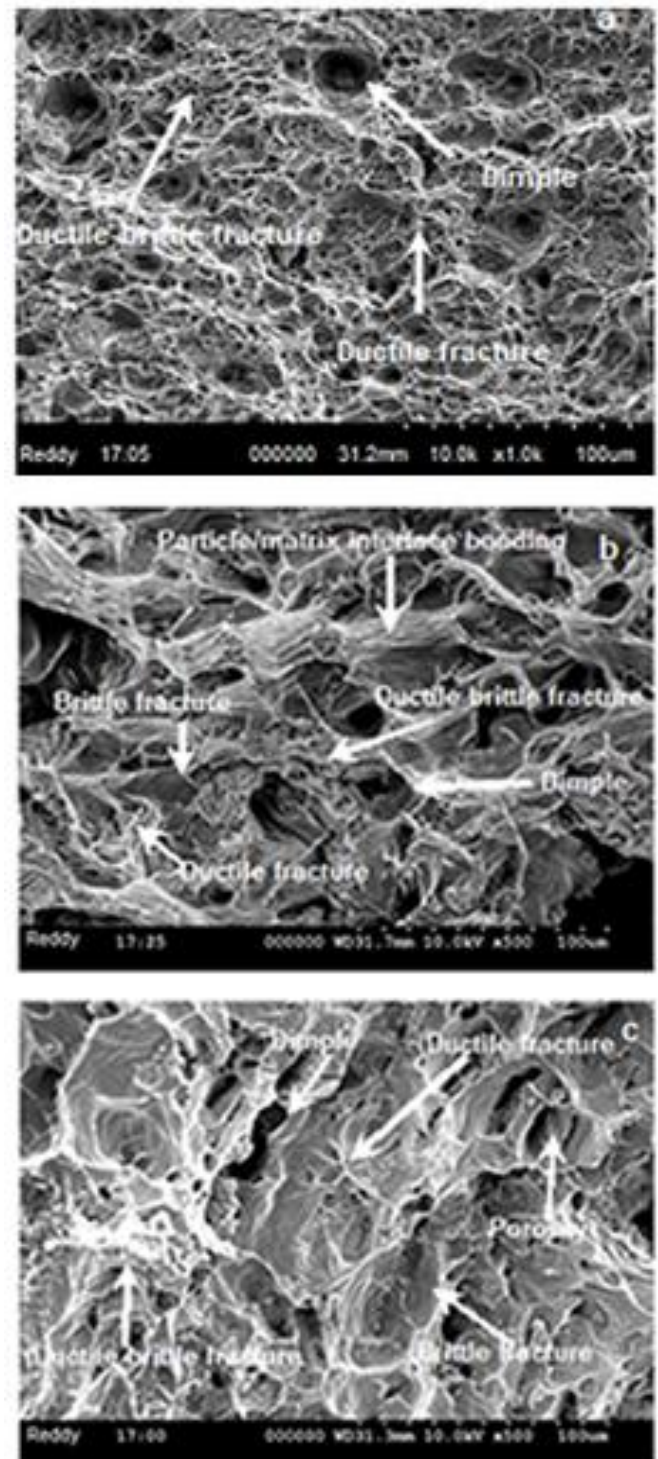 a
Dimple
Ductile-brittle fracture
Ductile fracture
Reddy 17:05 000000 31.2mm 10.0k x1.0k 100um
Particle/matrix interface bonding
b
Brittle fracture
Ductile brittle fracture
Dimple
Ductile fracture
Reddy 17:25 000000 WD31.7mm 10.0kV x500 100um
Dimple
Ductile fracture
c
Porosity
Ductile brittle fracture
Brittle fracture
Reddy 17:00 000000 WD31.3mm 10.0kV x500 100um